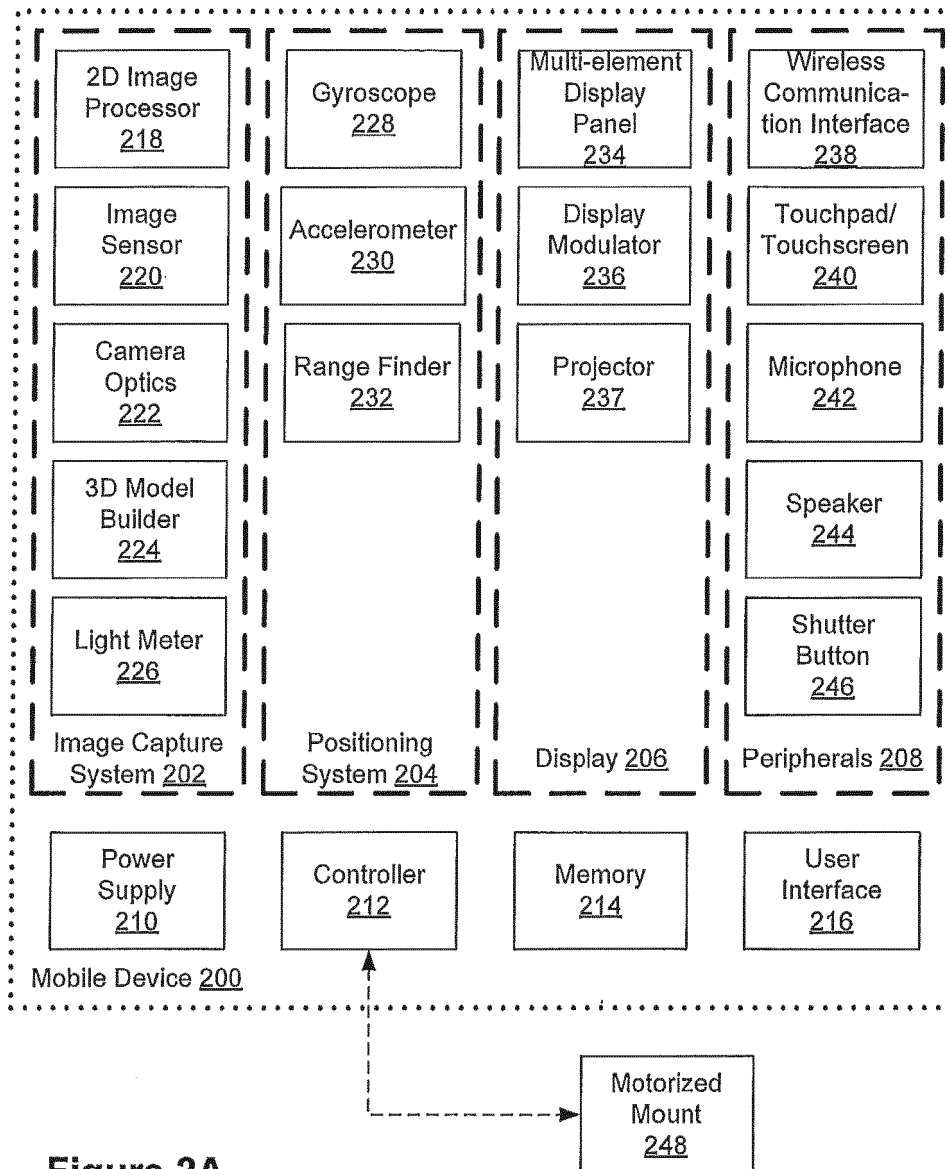 2D Image
Processor
218
Image
Sensor
220
Camera
Optics
222
3D Model
Builder
224
Light Meter
226
Image Capture
System 202
Gyroscope
228
Accelerometer
230
Range Finder
232
Positioning
System 204
Multi-element
Display
Panel
234
Display
Modulator
236
Projector
237
Display 206
Wireless
Communica-
tion Interface
238
Touchpad/
Touchscreen
240
Microphone
242
Speaker
244
Shutter
Button
246
Peripherals 208
Power
Supply
210
Controller
212
Memory
214
User
Interface
216
Mobile Device 200
Motorized
Mount
248
Figure 2A